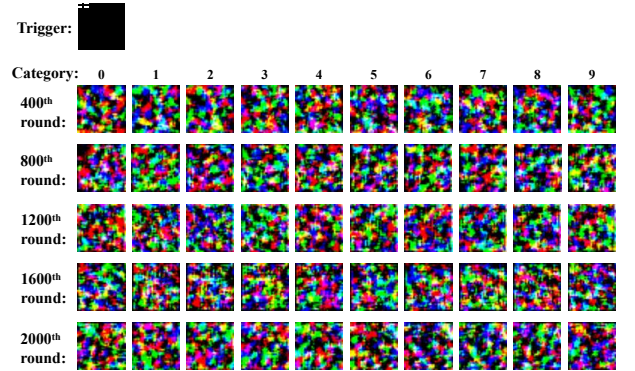 Trigger:
Category: 0 1 2 3 4 5 6 7 8 9
400th
round:
800th
round:
1200th
round:
1600th
round:
2000th
round: